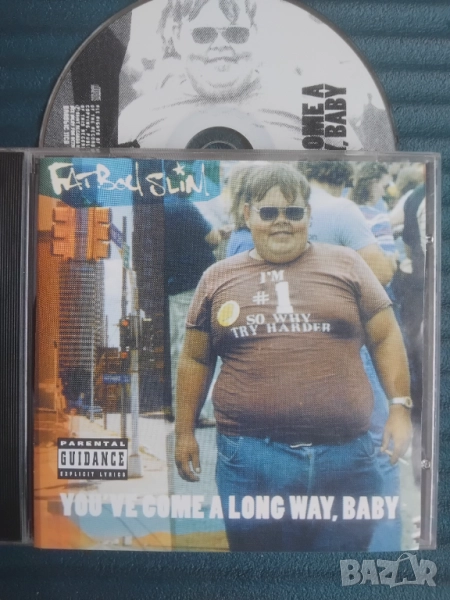 OME A
, BABY
FATBOY SLIM
I'M
#1
SO WHY
TRY HARDER
PARENTAL
GUIDANCE
EXPLICIT LYRICS
YOU'VE COME A LONG WAY, BABY
BAZAR